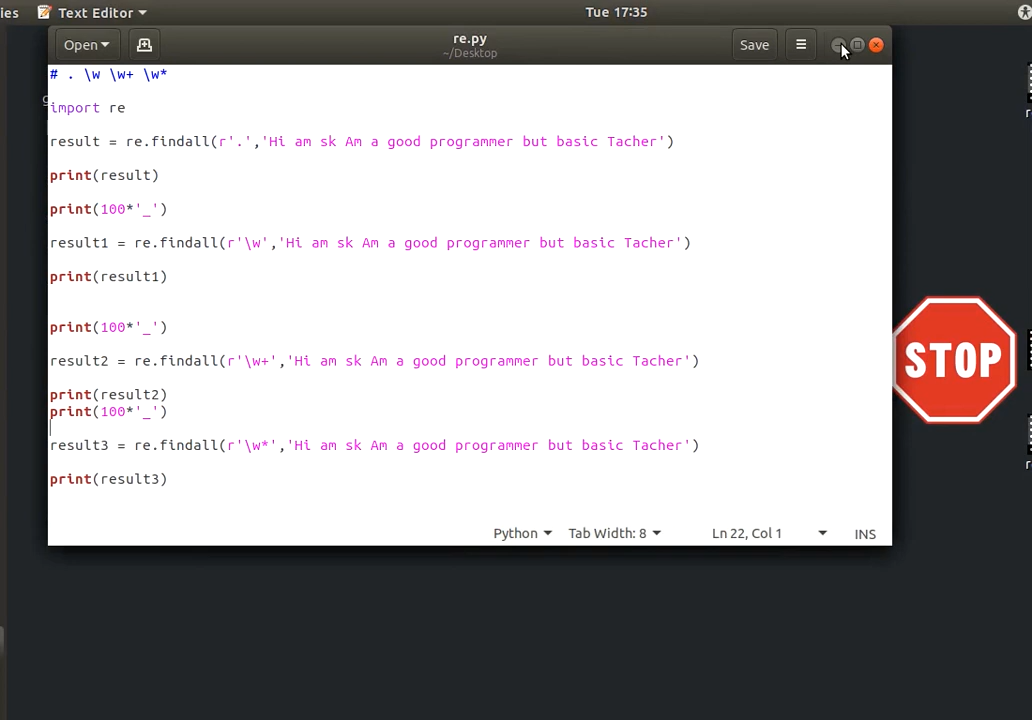 ies Text Editor Tue 17:35
Open re.py Save
~/Desktop
# . \w \w+ \w*
import re
result = re.findall(r'.','Hi am sk Am a good programmer but basic Tacher')
print(result)
print(100*'_')
result1 = re.findall(r'\w','Hi am sk Am a good programmer but basic Tacher')
print(result1)
print(100*'_')
result2 = re.findall(r'\w+','Hi am sk Am a good programmer but basic Tacher')
print(result2)
print(100*'_')
result3 = re.findall(r'\w*','Hi am sk Am a good programmer but basic Tacher')
print(result3)
Python Tab Width: 8 Ln 22, Col 1 INS
STOP